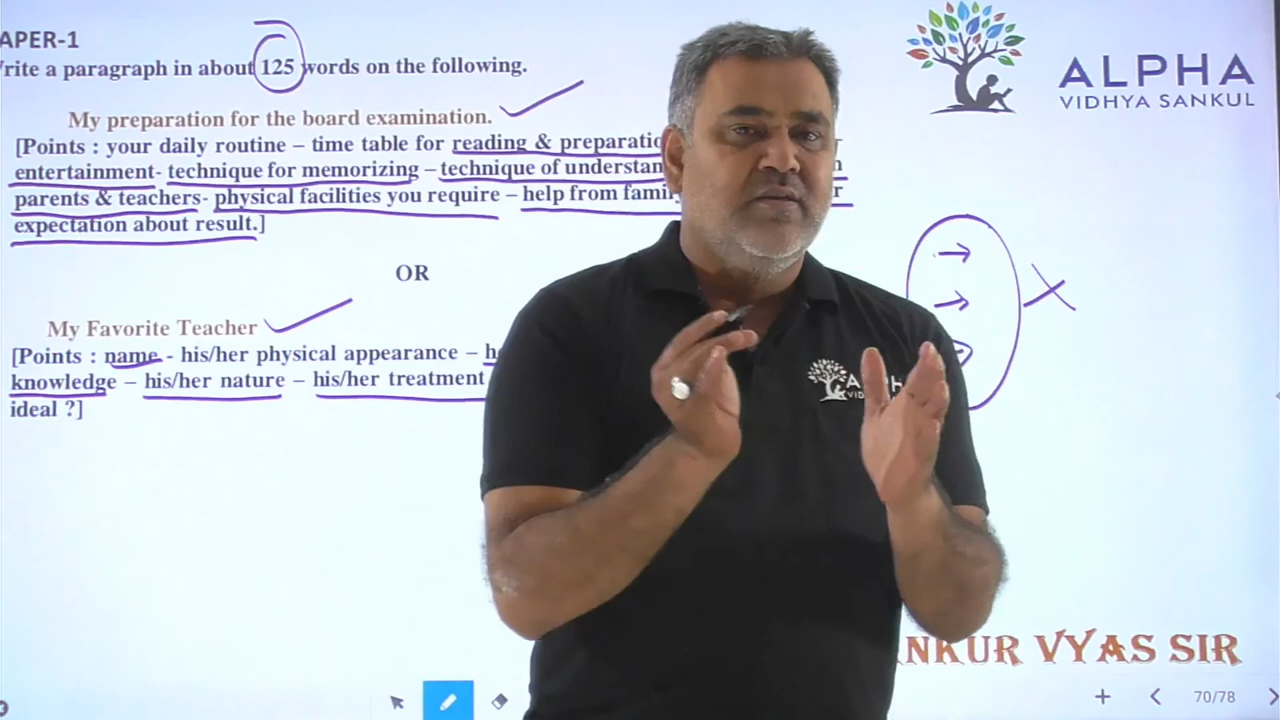 APER-1
rite a paragraph in about 125 words on the following.
My preparation for the board examination.
[Points : your daily routine – time table for reading & preparatio
entertainment- technique for memorizing – technique of understan
parents & teachers- physical facilities you require – help from fami
expectation about result.]
OR
My Favorite Teacher
[Points : name - his/her physical appearance –
knowledge – his/her nature – his/her treatment
ideal ?]
ALPHA
VIDHYA SANKUL
NKUR VYAS SIR
70/78